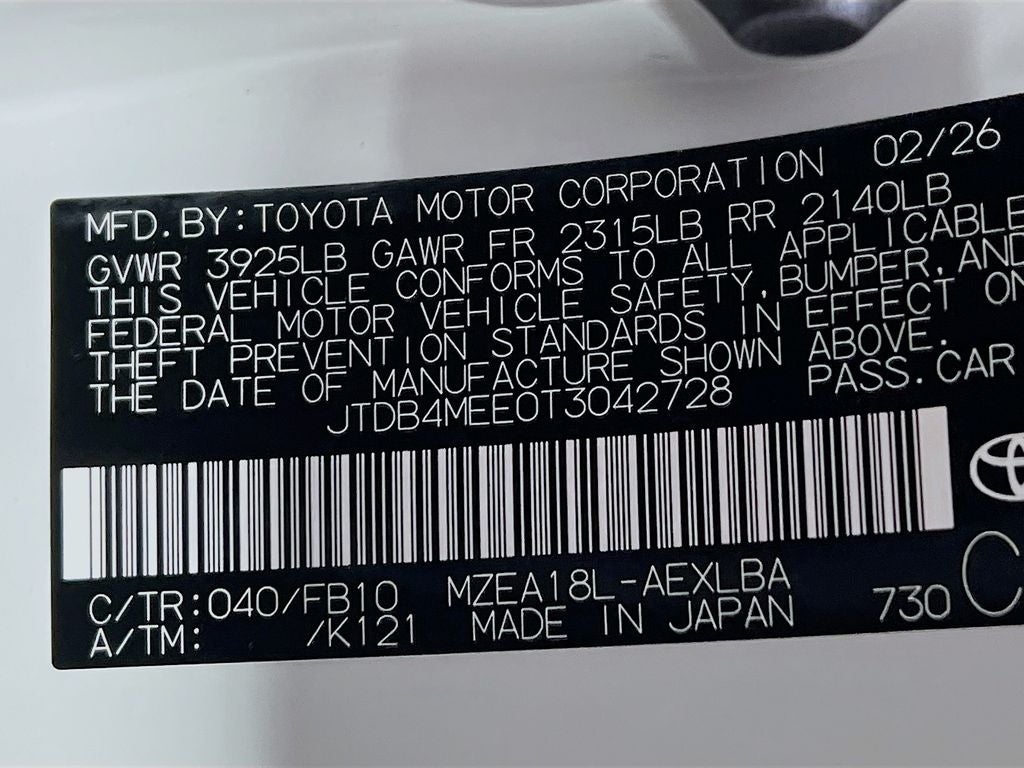 MFD. BY: TOYOTA MOTOR CORPORATION 02/26
GVWR 3925LB GAWR FR 2315LB RR 2140LB
THIS VEHICLE CONFORMS TO ALL APPLICABLE
FEDERAL MOTOR VEHICLE SAFETY, BUMPER, AND
THEFT PREVENTION STANDARDS IN EFFECT ON
THE DATE OF MANUFACTURE SHOWN ABOVE.
JTDB4MEE0T3042728 PASS. CAR
C/TR: 040/FB10 MZEA18L-AEXLBA
A/TM: /K121 MADE IN JAPAN 730 C